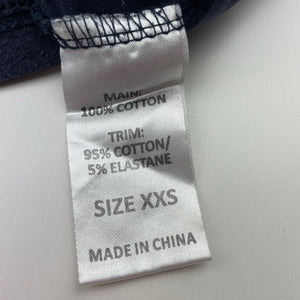 MAIN:
100% COTTON
TRIM:
95% COTTON/
5% ELASTANE
SIZE XXS
MADE IN CHINA